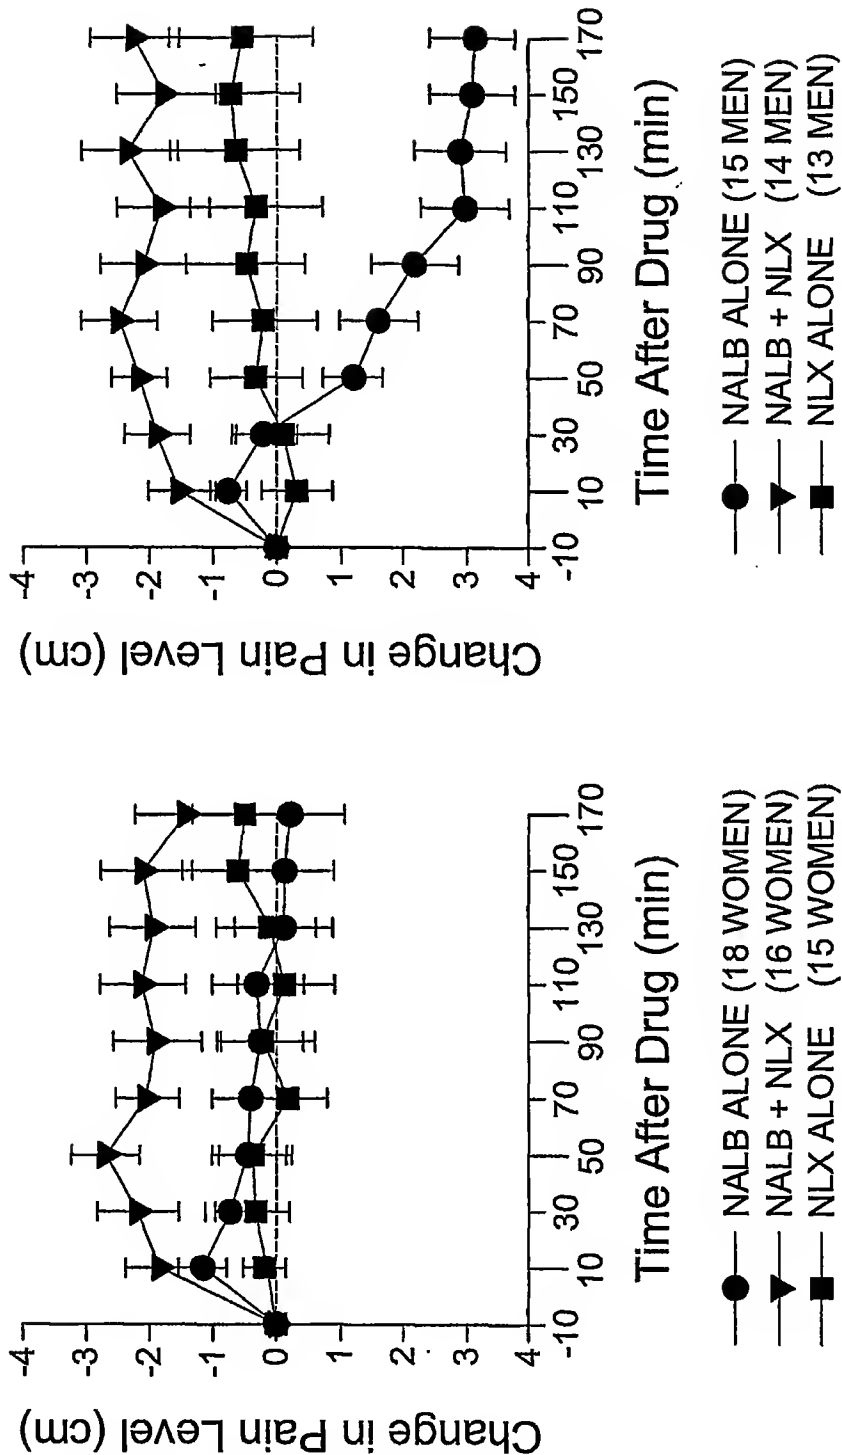 Change in Pain Level (cm)
-4
-3
-2
-1
0
1
2
3
4
-10 10 30 50 70 90 110 130 150 170
Time After Drug (min)
NALB ALONE (18 WOMEN)
NALB + NLX (16 WOMEN)
NLX ALONE (15 WOMEN)
Change in Pain Level (cm)
-4
-3
-2
-1
0
1
2
3
4
-10 10 30 50 70 90 110 130 150 170
Time After Drug (min)
NALB ALONE (15 MEN)
NALB + NLX (14 MEN)
NLX ALONE (13 MEN)